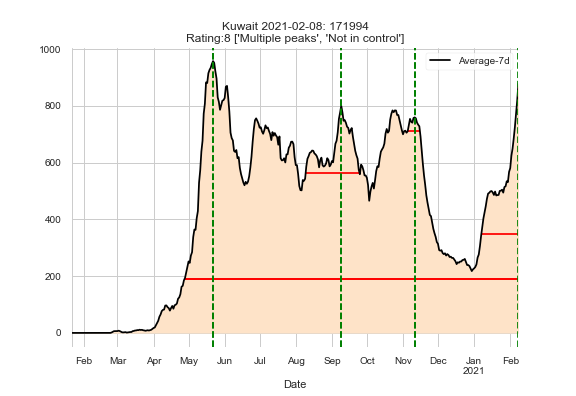 Kuwait 2021-02-08: 171994
Rating:8 ['Multiple peaks', 'Not in control']
1000
Average-7d
800
600
400
200
0
Feb Mar Apr May Jun Jul Aug Sep Oct Nov Dec Jan Feb
2021
Date